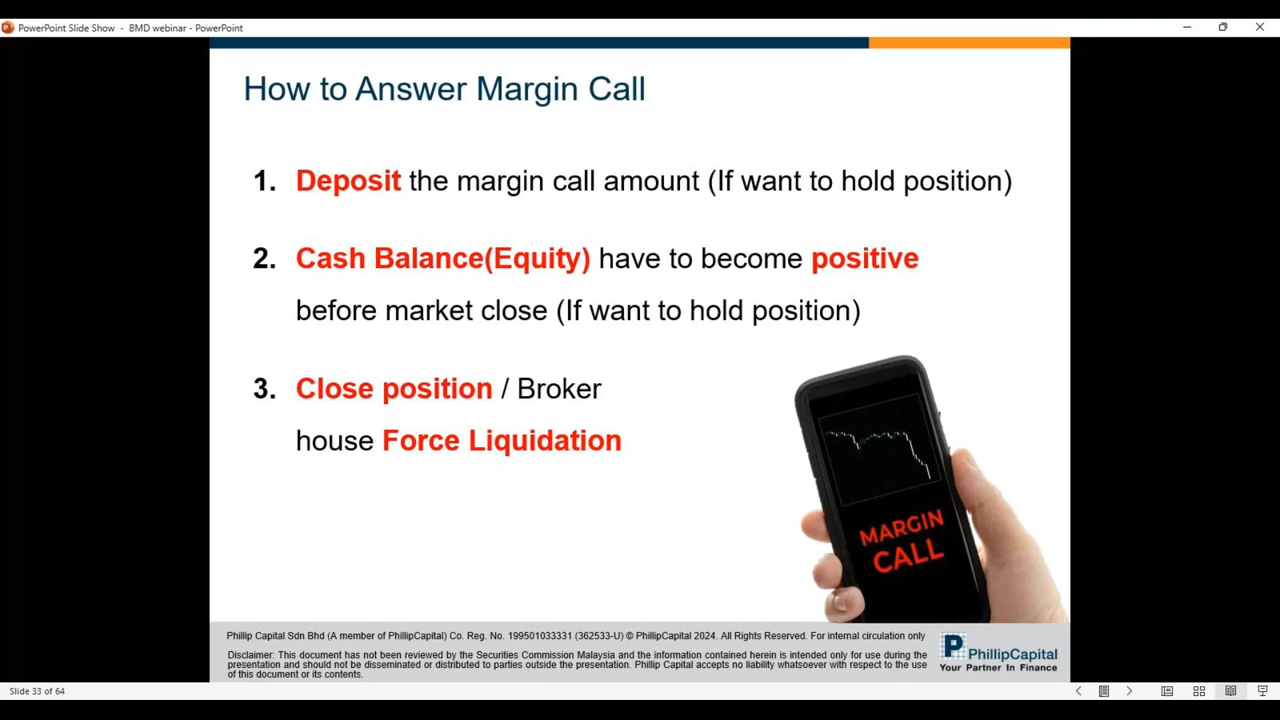 PowerPoint Slide Show - BMD webinar - PowerPoint
How to Answer Margin Call
1. Deposit the margin call amount (If want to hold position)
2. Cash Balance(Equity) have to become positive
before market close (If want to hold position)
3. Close position / Broker
house Force Liquidation
MARGIN
CALL
Phillip Capital Sdn Bhd (A member of PhillipCapital) Co. Reg. No. 199501033331 (362533-U) © PhillipCapital 2024. All Rights Reserved. For internal circulation only
Disclaimer: This document has not been reviewed by the Securities Commission Malaysia and the information contained herein is intended only for use during the
presentation and should not be disseminated or distributed to parties outside the presentation. Phillip Capital accepts no liability whatsoever with respect to the use
of this document or its contents.
P
PhillipCapital
Your Partner In Finance
Slide 33 of 64